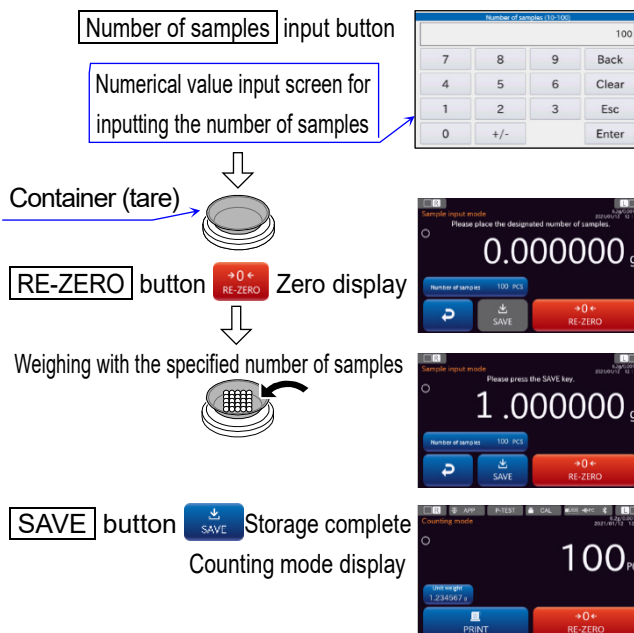 Number of samples input button
Number of samples (10-100)
100
7 8 9 Back
4 5 6 Clear
1 2 3 Esc
0 +/- Enter
Numerical value input screen for
inputting the number of samples
Container (tare)
R L
Sample input mode
Please place the designated number of samples.
0.000000 g
Number of samples 100 PCS
SAVE
→0←
RE-ZERO
RE-ZERO button →0← RE-ZERO Zero display
Weighing with the specified number of samples
R L
Sample input mode
Please press the SAVE key.
1.000000 g
Number of samples 100 PCS
SAVE
→0←
RE-ZERO
SAVE button SAVE Storage complete
Counting mode display
R APP P-TEST CAL L
Counting mode
2021/01/12
100
Unit weight
1.234567 g
PRINT
→0←
RE-ZERO